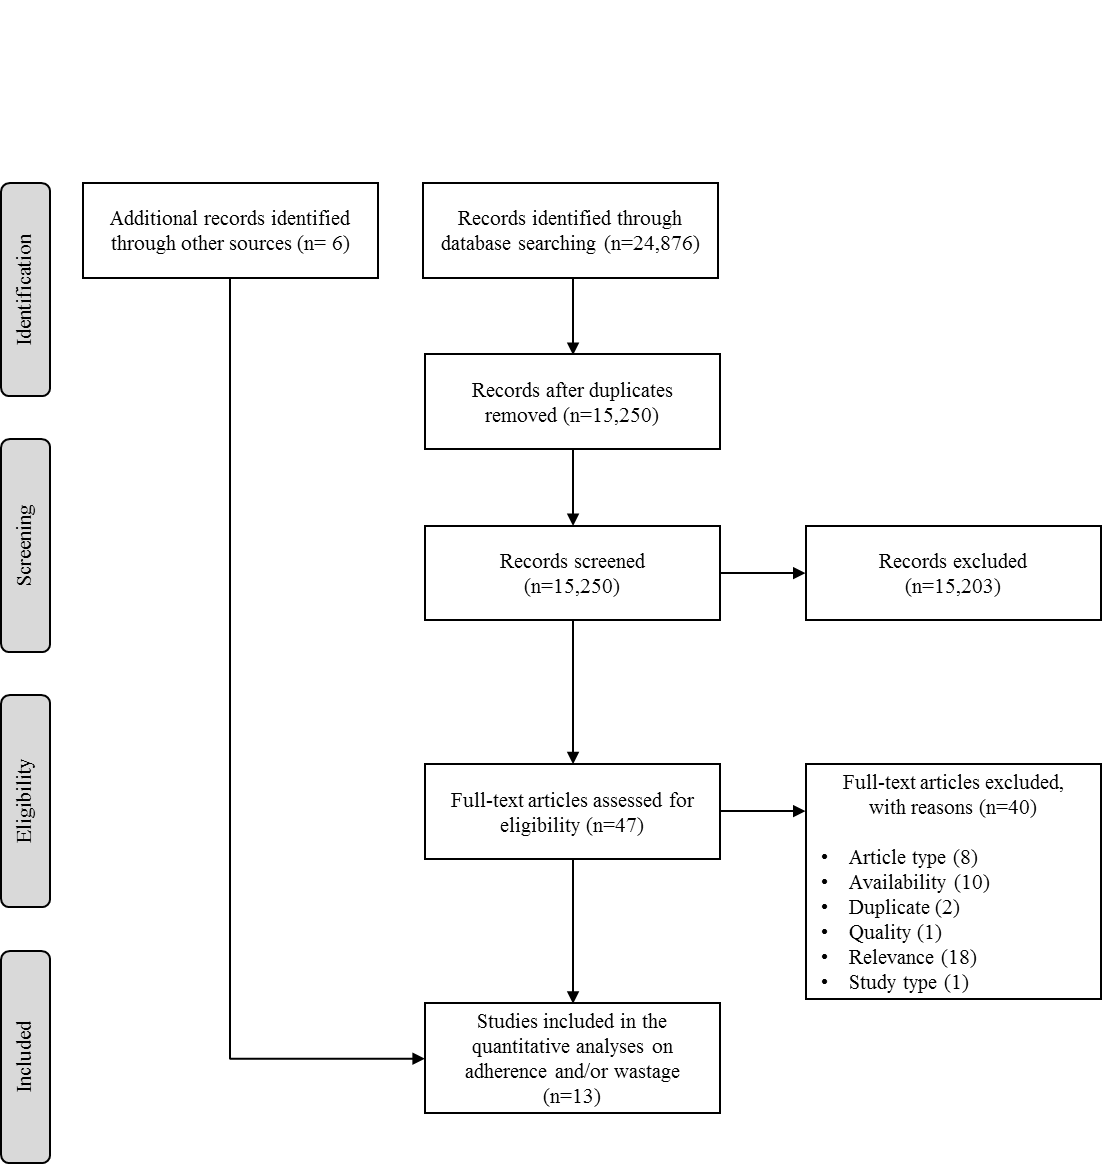 Identification
Additional records identified
through other sources (n= 6)
Records identified through
database searching (n=24,876)
Records after duplicates
removed (n=15,250)
Screening
Records screened
(n=15,250)
Records excluded
(n=15,203)
Eligibility
Full-text articles assessed for
eligibility (n=47)
Full-text articles excluded,
with reasons (n=40)
• Article type (8)
• Availability (10)
• Duplicate (2)
• Quality (1)
• Relevance (18)
• Study type (1)
Included
Studies included in the
quantitative analyses on
adherence and/or wastage
(n=13)